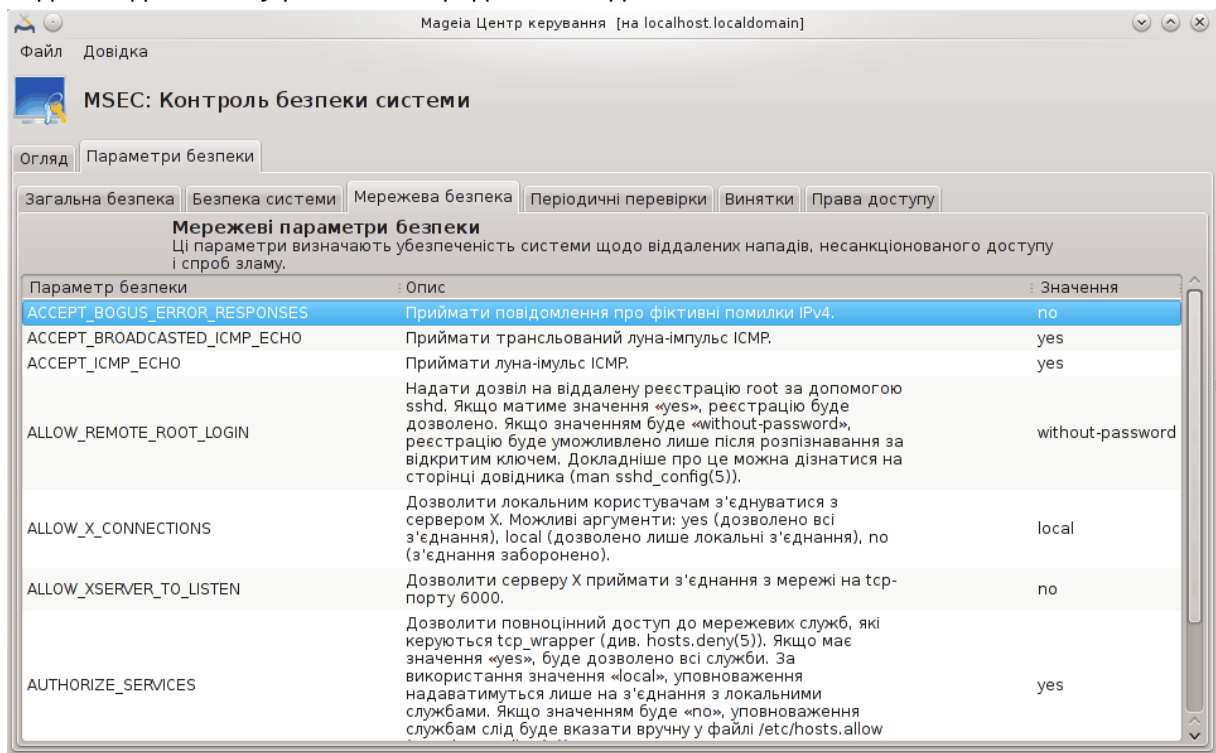 Mageia Центр керування [на localhost.localdomain]
Файл Довідка
MSEC: Контроль безпеки системи
Огляд Параметри безпеки
Загальна безпека Безпека системи Мережева безпека Періодичні перевірки Винятки Права доступу
Мережеві параметри безпеки
Ці параметри визначають убезпеченість системи щодо віддалених нападів, несанкціонованого доступу
і спроб зламу.
Параметр безпеки Опис Значення
ACCEPT_BOGUS_ERROR_RESPONSES Приймати повідомлення про фіктивні помилки IPv4. no
ACCEPT_BROADCASTED_ICMP_ECHO Приймати трансльований луна-імпульс ICMP. yes
ACCEPT_ICMP_ECHO Приймати луна-імульс ICMP. yes
Надати дозвіл на віддалену реєстрацію root за допомогою
sshd. Якщо матиме значення «yes», реєстрацію буде
дозволено. Якщо значенням буде «without-password»,
ALLOW_REMOTE_ROOT_LOGIN without-password
реєстрацію буде уможливлено лише після розпізнавання за
відкритим ключем. Докладніше про це можна дізнатися на
сторінці довідника (man sshd_config(5)).
Дозволити локальним користувачам з'єднуватися з
сервером X. Можливі аргументи: yes (дозволено всі
ALLOW_X_CONNECTIONS local
з'єднання), local (дозволено лише локальні з'єднання), no
(з'єднання заборонено).
Дозволити серверу X приймати з'єднання з мережі на tcp-
ALLOW_XSERVER_TO_LISTEN no
порту 6000.
Дозволити повноцінний доступ до мережевих служб, які
керуються tcp_wrapper (див. hosts.deny(5)). Якщо має
значення «yes», буде дозволено всі служби. За
використання значення «local», уповноваження
AUTHORIZE_SERVICES yes
надаватимуться лише на з'єднання з локальними
службами. Якщо значенням буде «no», уповноваження
службам слід буде вказати вручну у файлі /etc/hosts.allow